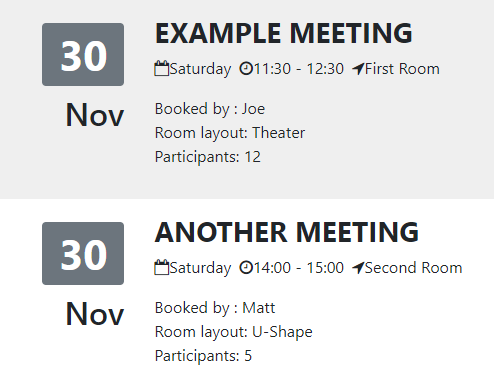 30
Nov
EXAMPLE MEETING
Saturday 11:30 - 12:30 First Room
Booked by : Joe
Room layout: Theater
Participants: 12
30
Nov
ANOTHER MEETING
Saturday 14:00 - 15:00 Second Room
Booked by : Matt
Room layout: U-Shape
Participants: 5